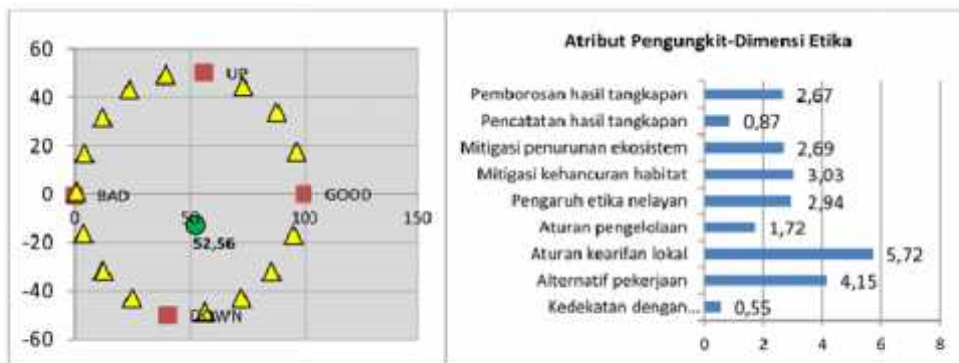 60
40
20
0
-20
-40
-60
UP
BAD
GOOD
DOWN
0
50
100
150
52,56
Atribut Pengungkit-Dimensi Etika
Pemborosan hasil tangkapan 2,67
Pencatatan hasil tangkapan 0,87
Mitigasi penurunan ekosistem 2,69
Mitigasi kehancuran habitat 3,03
Pengaruh etika nelayan 2,94
Aturan pengelolaan 1,72
Aturan kearifan lokal 5,72
Alternatif pekerjaan 4,15
Kedekatan dengan... 0,55
0 2 4 6 8